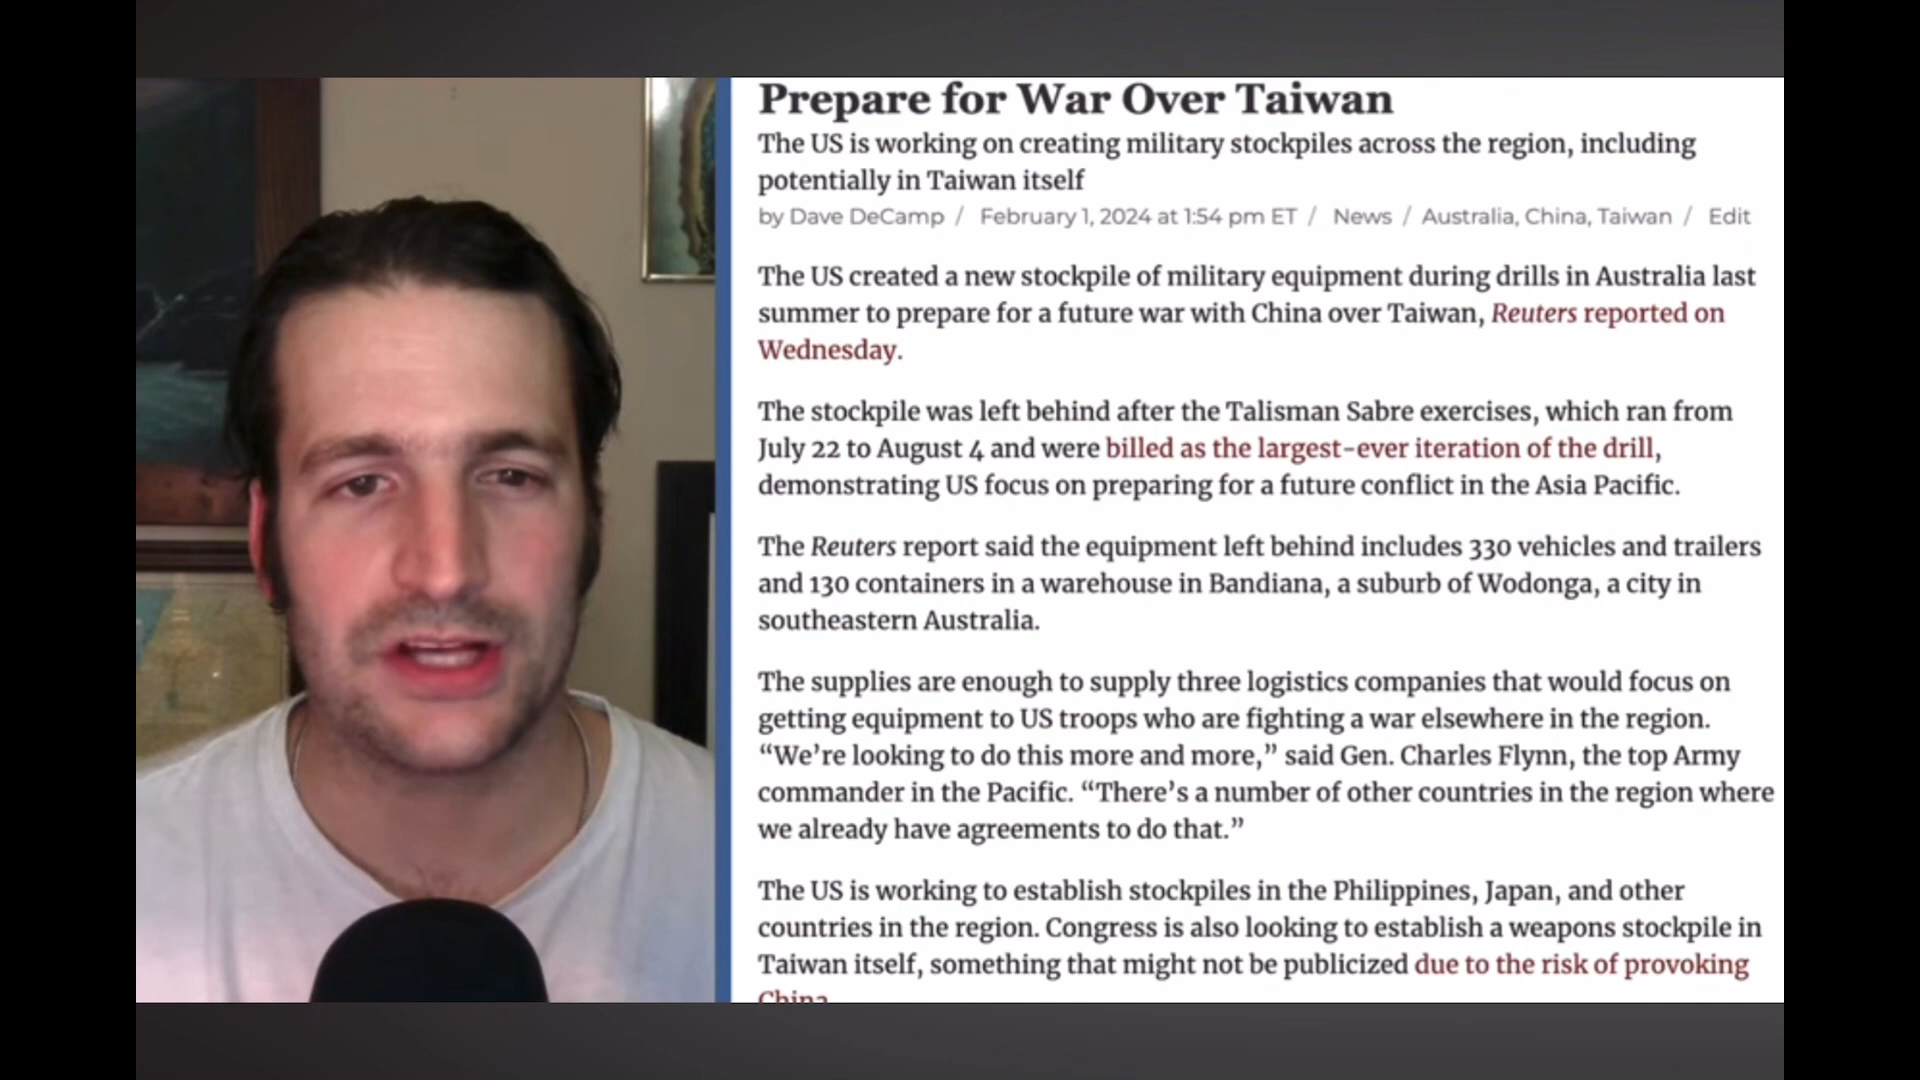 Prepare for War Over Taiwan
The US is working on creating military stockpiles across the region, including
potentially in Taiwan itself
by Dave DeCamp / February 1, 2024 at 1:54 pm ET / News / Australia, China, Taiwan / Edit
The US created a new stockpile of military equipment during drills in Australia last
summer to prepare for a future war with China over Taiwan, Reuters reported on
Wednesday.
The stockpile was left behind after the Talisman Sabre exercises, which ran from
July 22 to August 4 and were billed as the largest-ever iteration of the drill,
demonstrating US focus on preparing for a future conflict in the Asia Pacific.
The Reuters report said the equipment left behind includes 330 vehicles and trailers
and 130 containers in a warehouse in Bandiana, a suburb of Wodonga, a city in
southeastern Australia.
The supplies are enough to supply three logistics companies that would focus on
getting equipment to US troops who are fighting a war elsewhere in the region.
“We’re looking to do this more and more,” said Gen. Charles Flynn, the top Army
commander in the Pacific. “There’s a number of other countries in the region where
we already have agreements to do that.”
The US is working to establish stockpiles in the Philippines, Japan, and other
countries in the region. Congress is also looking to establish a weapons stockpile in
Taiwan itself, something that might not be publicized due to the risk of provoking
China.